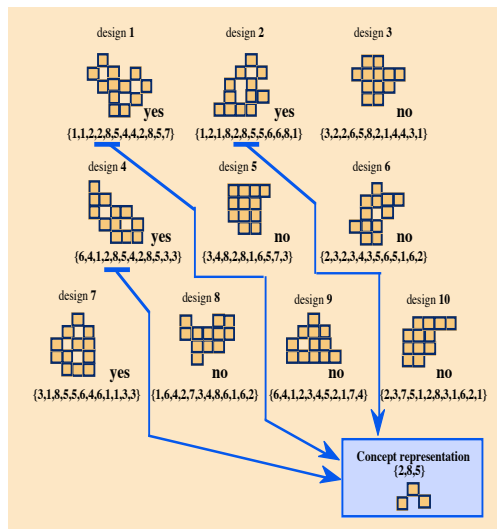 design 1 design 2 design 3
yes yes no
{1,1,2,2,8,5,4,4,2,8,5,7} {1,2,1,8,2,8,5,5,6,6,8,1} {3,2,2,6,5,8,2,1,4,4,3,1}
design 4 design 5 design 6
yes no no
{6,4,1,2,8,5,4,2,8,5,3,3} {3,4,8,2,8,1,6,5,7,3} {2,3,2,3,4,3,5,6,5,1,6,2}
design 7 design 8 design 9 design 10
yes no no no
{3,1,8,5,5,6,4,6,1,1,3,3} {1,6,4,2,7,3,4,8,6,1,6,2} {6,4,1,2,3,4,5,2,1,7,4} {2,3,7,5,1,2,8,3,1,6,2,1}
Concept representation
{2,8,5}